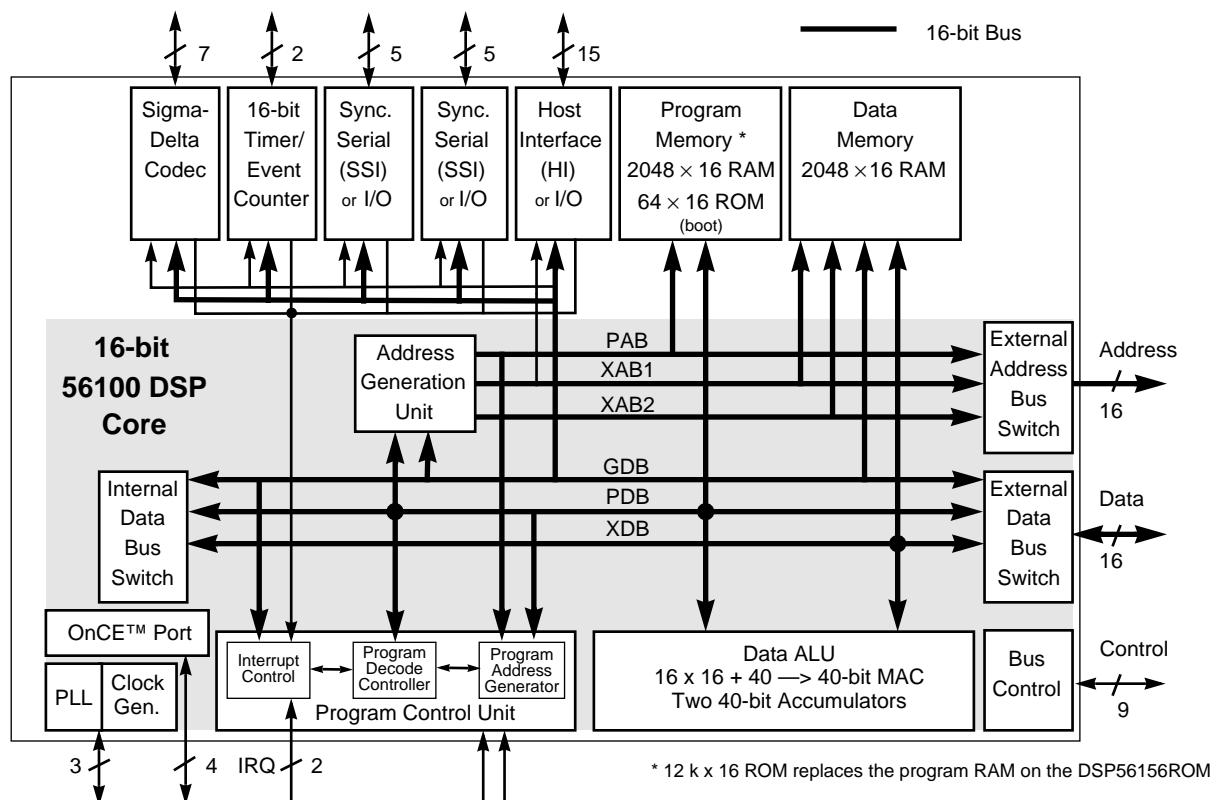 16-bit Bus
7
2
5
5
15
Sigma-
Delta
Codec
16-bit
Timer/
Event
Counter
Sync.
Serial
(SSI)
or I/O
Sync.
Serial
(SSI)
or I/O
Host
Interface
(HI)
or I/O
Program
Memory *
2048 × 16 RAM
64 × 16 ROM
(boot)
Data
Memory
2048 ×16 RAM
16-bit
56100 DSP
Core
Address
Generation
Unit
PAB
XAB1
XAB2
External
Address
Bus
Switch
Address
16
Internal
Data
Bus
Switch
GDB
PDB
XDB
External
Data
Bus
Switch
Data
16
OnCE™ Port
PLL
Clock
Gen.
Interrupt
Control
Program
Decode
Controller
Program
Address
Generator
Program Control Unit
Data ALU
16 x 16 + 40 —> 40-bit MAC
Two 40-bit Accumulators
Bus
Control
Control
9
3
4
IRQ
2
* 12 k x 16 ROM replaces the program RAM on the DSP56156ROM